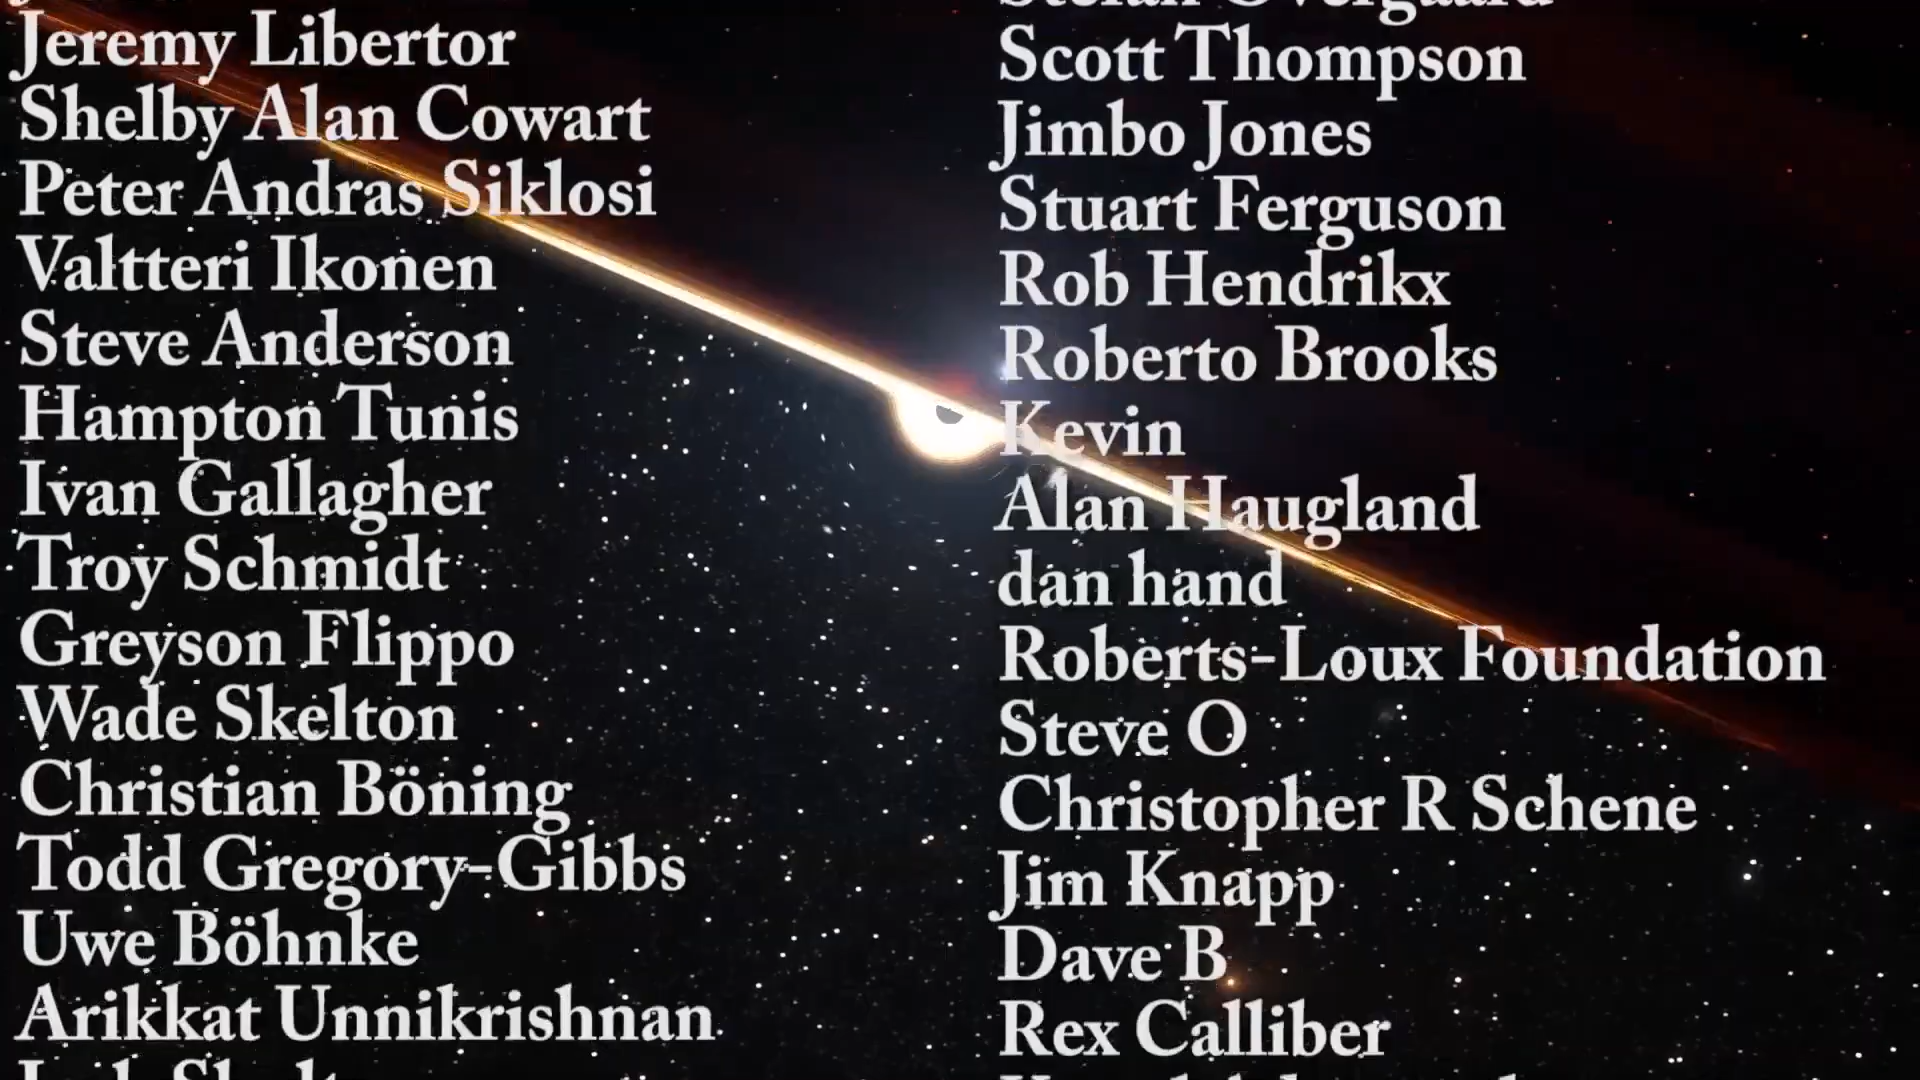 Jeremy Libertor
Shelby Alan Cowart
Peter Andras Siklosi
Valtteri Ikonen
Steve Anderson
Hampton Tunis
Ivan Gallagher
Troy Schmidt
Greyson Flippo
Wade Skelton
Christian Böning
Todd Gregory-Gibbs
Uwe Böhnke
Arikkat Unnikrishnan
Stefan Overgaard
Scott Thompson
Jimbo Jones
Stuart Ferguson
Rob Hendrikx
Roberto Brooks
Kevin
Alan Haugland
dan hand
Roberts-Loux Foundation
Steve O
Christopher R Schene
Jim Knapp
Dave B
Rex Calliber